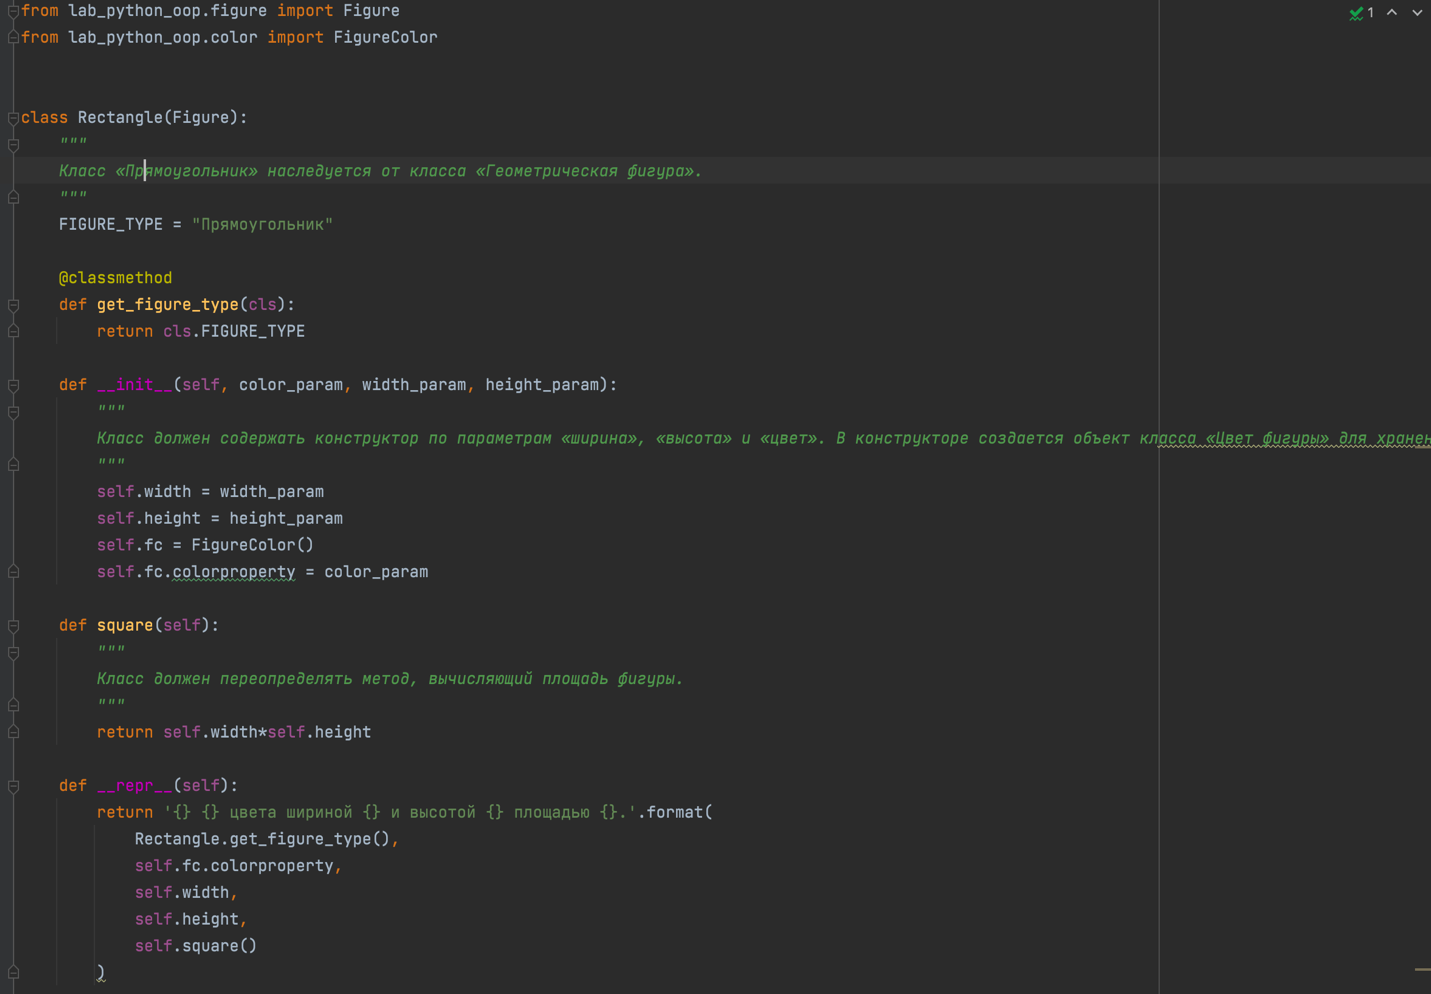 from lab_python_oop.figure import Figure
from lab_python_oop.color import FigureColor
1
class Rectangle(Figure):
"""
Класс «Прямоугольник» наследуется от класса «Геометрическая фигура».
"""
FIGURE_TYPE = "Прямоугольник"
@classmethod
def get_figure_type(cls):
return cls.FIGURE_TYPE
def __init__(self, color_param, width_param, height_param):
"""
Класс должен содержать конструктор по параметрам «ширина», «высота» и «цвет». В конструкторе создается объект класса «Цвет фигуры» для хранен
"""
self.width = width_param
self.height = height_param
self.fc = FigureColor()
self.fc.colorproperty = color_param
def square(self):
"""
Класс должен переопределять метод, вычисляющий площадь фигуры.
"""
return self.width*self.height
def __repr__(self):
return '{} {} цвета шириной {} и высотой {} площадью {}.'.format(
Rectangle.get_figure_type(),
self.fc.colorproperty,
self.width,
self.height,
self.square()
)